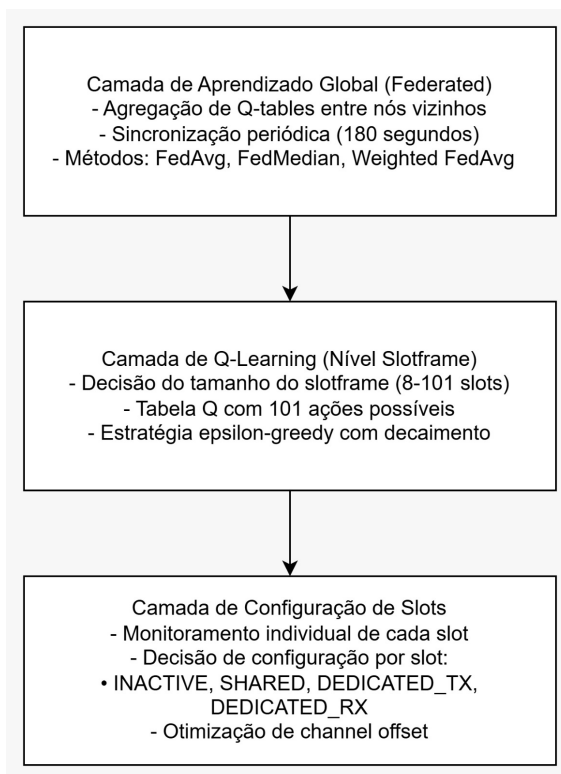 Camada de Aprendizado Global (Federated)
- Agregação de Q-tables entre nós vizinhos
- Sincronização periódica (180 segundos)
- Métodos: FedAvg, FedMedian, Weighted FedAvg
Camada de Q-Learning (Nível Slotframe)
- Decisão do tamanho do slotframe (8-101 slots)
- Tabela Q com 101 ações possíveis
- Estratégia epsilon-greedy com decaimento
Camada de Configuração de Slots
- Monitoramento individual de cada slot
- Decisão de configuração por slot:
• INACTIVE, SHARED, DEDICATED_TX,
DEDICATED_RX
- Otimização de channel offset